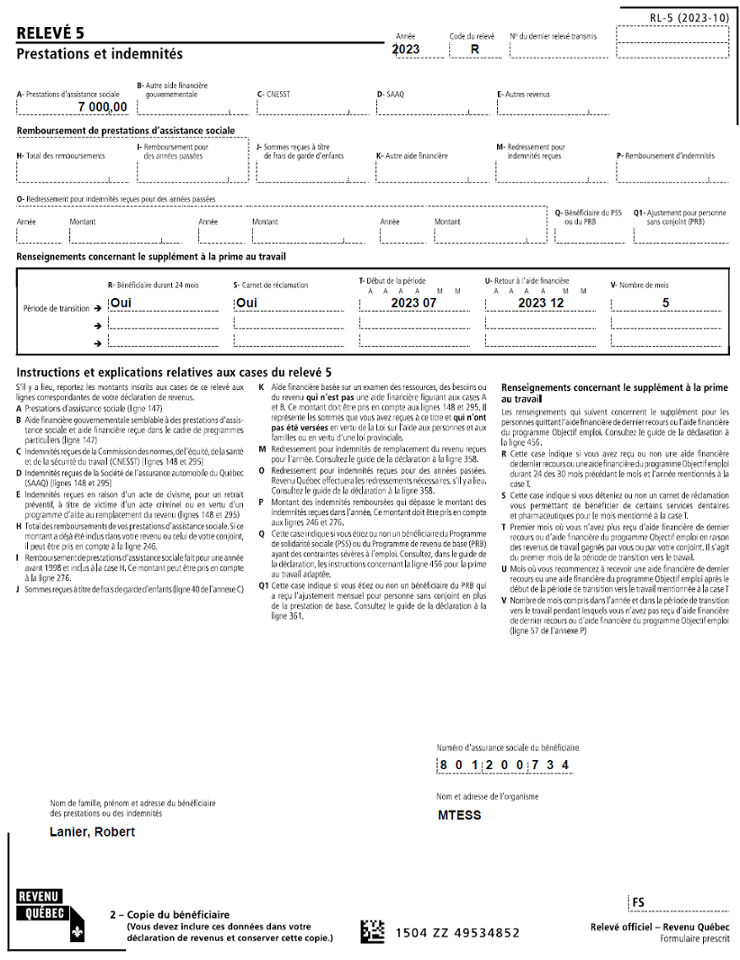 RL-5 (2023-10)
RELEVÉ 5
Prestations et indemnités
Année
2023
Code du relevé
R
N° du dernier relevé transmis
A- Prestations d'assistance sociale
7 000,00
B- Autre aide financière
gouvernementale
C- CNESST
D- SAAQ
E- Autres revenus
Remboursement de prestations d'assistance sociale
H- Total des remboursements
I- Remboursement pour
des années passées
J- Sommes reçues à titre
de frais de garde d'enfants
K- Autre aide financière
M- Redressement pour
indemnités reçues
P- Remboursement d'indemnités
O- Redressement pour indemnités reçues pour des années passées
Année Montant Année Montant Année Montant
Q- Bénéficiaire du PSS
ou du PRB
Q1- Ajustement pour personne
sans conjoint (PRB)
Renseignements concernant le supplément à la prime au travail
R- Bénéficiaire durant 24 mois
S- Carnet de réclamation
T- Début de la période
A A A A M M
U- Retour à l'aide financière
A A A A M M
V- Nombre de mois
Période de transition → Oui Oui 2023 07 2023 12 5
→
→
Instructions et explications relatives aux cases du relevé 5
S'il y a lieu, reportez les montants inscrits aux cases de ce relevé aux
lignes correspondantes de votre déclaration de revenus.
A Prestations d'assistance sociale (ligne 147)
B Aide financière gouvernementale semblable à des prestations d'assis-
tance sociale et aide financière reçue dans le cadre de programmes
particuliers (ligne 147)
C Indemnités reçues de la Commission des normes, de l'équité, de la santé
et de la sécurité du travail (CNESST) (lignes 148 et 295)
D Indemnités reçues de la Société de l'assurance automobile du Québec
(SAAQ) (lignes 148 et 295)
E Indemnités reçues en raison d'un acte de civisme, pour un retrait
préventif, à titre de victime d'un acte criminel ou en vertu d'un
programme d'aide au remplacement du revenu (lignes 148 et 295)
H Total des remboursements de vos prestations d'assistance sociale. Si ce
montant a déjà été inclus dans votre revenu ou celui de votre conjoint,
il peut être pris en compte à la ligne 246.
I Remboursement de prestations d'assistance sociale fait pour une année
avant 1998 et inclus à la case H. Ce montant peut être pris en compte
à la ligne 276.
J Sommes reçues à titre de frais de garde d'enfants (ligne 40 de l'annexe C)
K Aide financière basée sur un examen des ressources, des besoins ou
du revenu qui n'est pas une aide financière figurant aux cases A
et B. Ce montant doit être pris en compte aux lignes 148 et 295. Il
représente les sommes que vous avez reçues à ce titre et qui n'ont
pas été versées en vertu de la Loi sur l'aide aux personnes et aux
familles ou en vertu d'une loi provinciale.
M Redressement pour indemnités de remplacement du revenu reçues
pour l'année. Consultez le guide de la déclaration à la ligne 358.
O Redressement pour indemnités reçues pour des années passées.
Revenu Québec effectuera les redressements nécessaires, s'il y a lieu.
Consultez le guide de la déclaration à la ligne 358.
P Montant des indemnités remboursées qui dépasse le montant des
indemnités reçues dans l'année. Ce montant doit être pris en compte
aux lignes 246 et 276.
Q Cette case indique si vous étiez ou non un bénéficiaire du Programme
de solidarité sociale (PSS) ou du Programme de revenu de base (PRB)
ayant des contraintes sévères à l'emploi. Consultez, dans le guide de
la déclaration, les instructions concernant la ligne 456 pour la prime
au travail adaptée.
Q1 Cette case indique si vous étiez ou non un bénéficiaire du PRB qui
a reçu l'ajustement mensuel pour personne sans conjoint en plus
de la prestation de base. Consultez le guide de la déclaration à la
ligne 361.
Renseignements concernant le supplément à la prime
au travail
Les renseignements qui suivent concernent le supplément pour les
personnes quittant l'aide financière de dernier recours ou l'aide financière
du programme Objectif emploi. Consultez le guide de la déclaration à
la ligne 456.
R Cette case indique si vous avez reçu ou non une aide financière
de dernier recours ou une aide financière du programme Objectif emploi
durant 24 des 30 mois précédant le mois et l'année mentionnés à la
case T.
S Cette case indique si vous déteniez ou non un carnet de réclamation
vous permettant de bénéficier de certains services dentaires
et pharmaceutiques pour le mois mentionné à la case T.
T Premier mois où vous n'avez plus reçu d'aide financière de dernier
recours ou d'aide financière du programme Objectif emploi en raison
des revenus de travail gagnés par vous ou par votre conjoint. Il s'agit
du premier mois de la période de transition vers le travail.
U Mois où vous recommencez à recevoir une aide financière de dernier
recours ou une aide financière du programme Objectif emploi après le
début de la période de transition vers le travail mentionnée à la case T
V Nombre de mois compris dans l'année et dans la période de transition
vers le travail pendant lesquels vous n'avez pas reçu d'aide financière
de dernier recours ou d'aide financière du programme Objectif emploi
(ligne 57 de l'annexe P)
Numéro d'assurance sociale du bénéficiaire
8 0 1 2 0 0 7 3 4
Nom de famille, prénom et adresse du bénéficiaire
des prestations ou des indemnités
Lanier, Robert
Nom et adresse de l'organisme
MTESS
REVENU
QUÉBEC
2 – Copie du bénéficiaire
(Vous devez inclure ces données dans votre
déclaration de revenus et conserver cette copie.)
1504 ZZ 49534852
FS
Relevé officiel – Revenu Québec
Formulaire prescrit